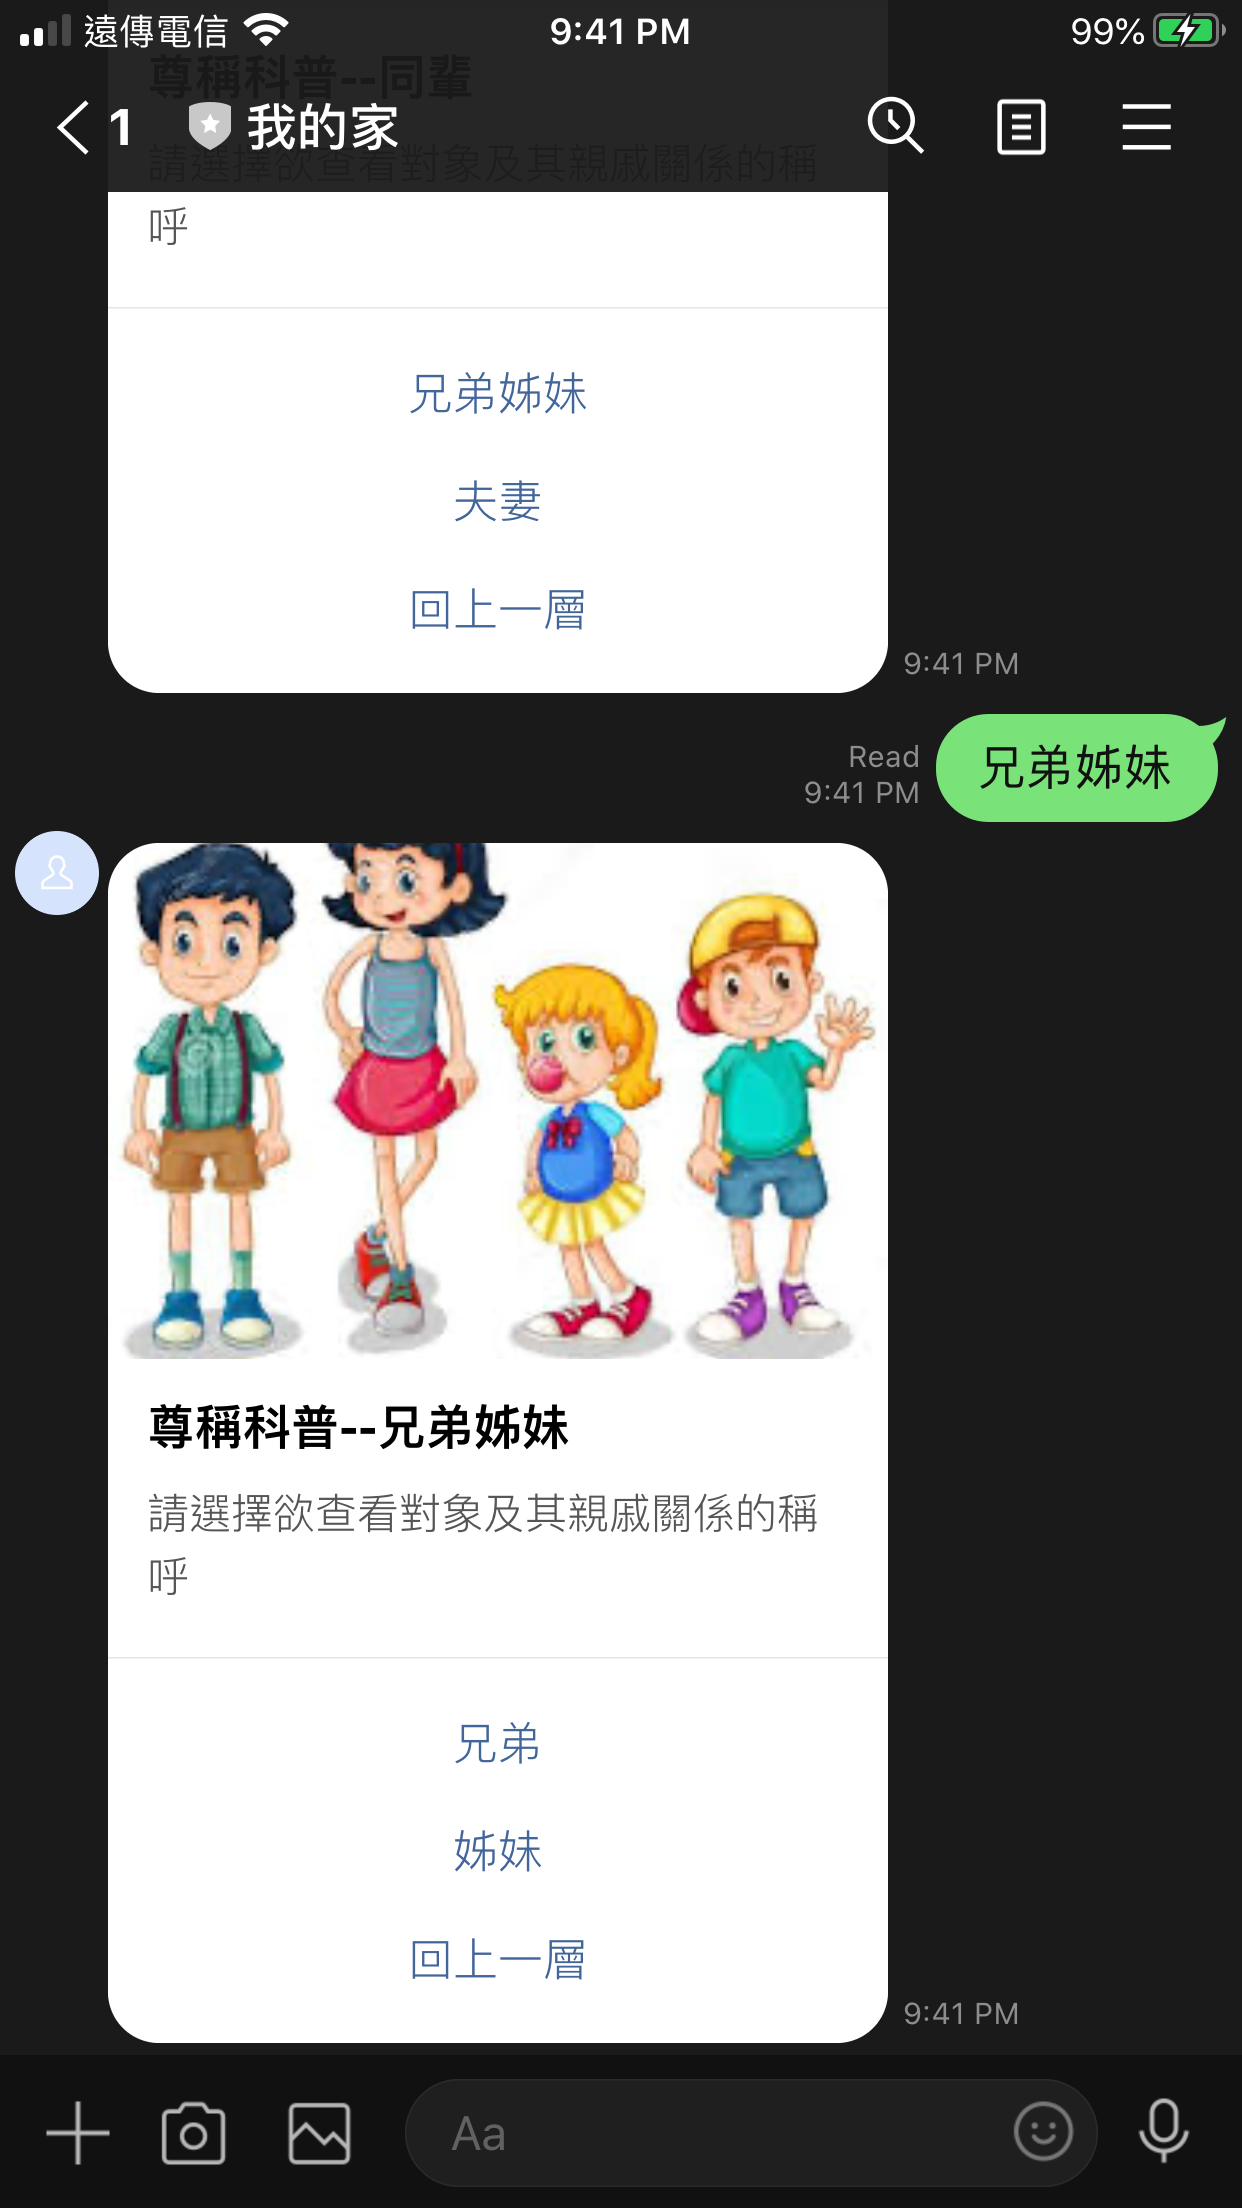 遠傳電信
9:41 PM
99%
尊稱科普--同輩
1
我的家
請選擇欲查看對象及其親戚關係的稱
呼
兄弟姊妹
夫妻
回上一層
9:41 PM
兄弟姊妹
Read
9:41 PM
尊稱科普--兄弟姊妹
請選擇欲查看對象及其親戚關係的稱
呼
兄弟
姊妹
回上一層
9:41 PM
Aa